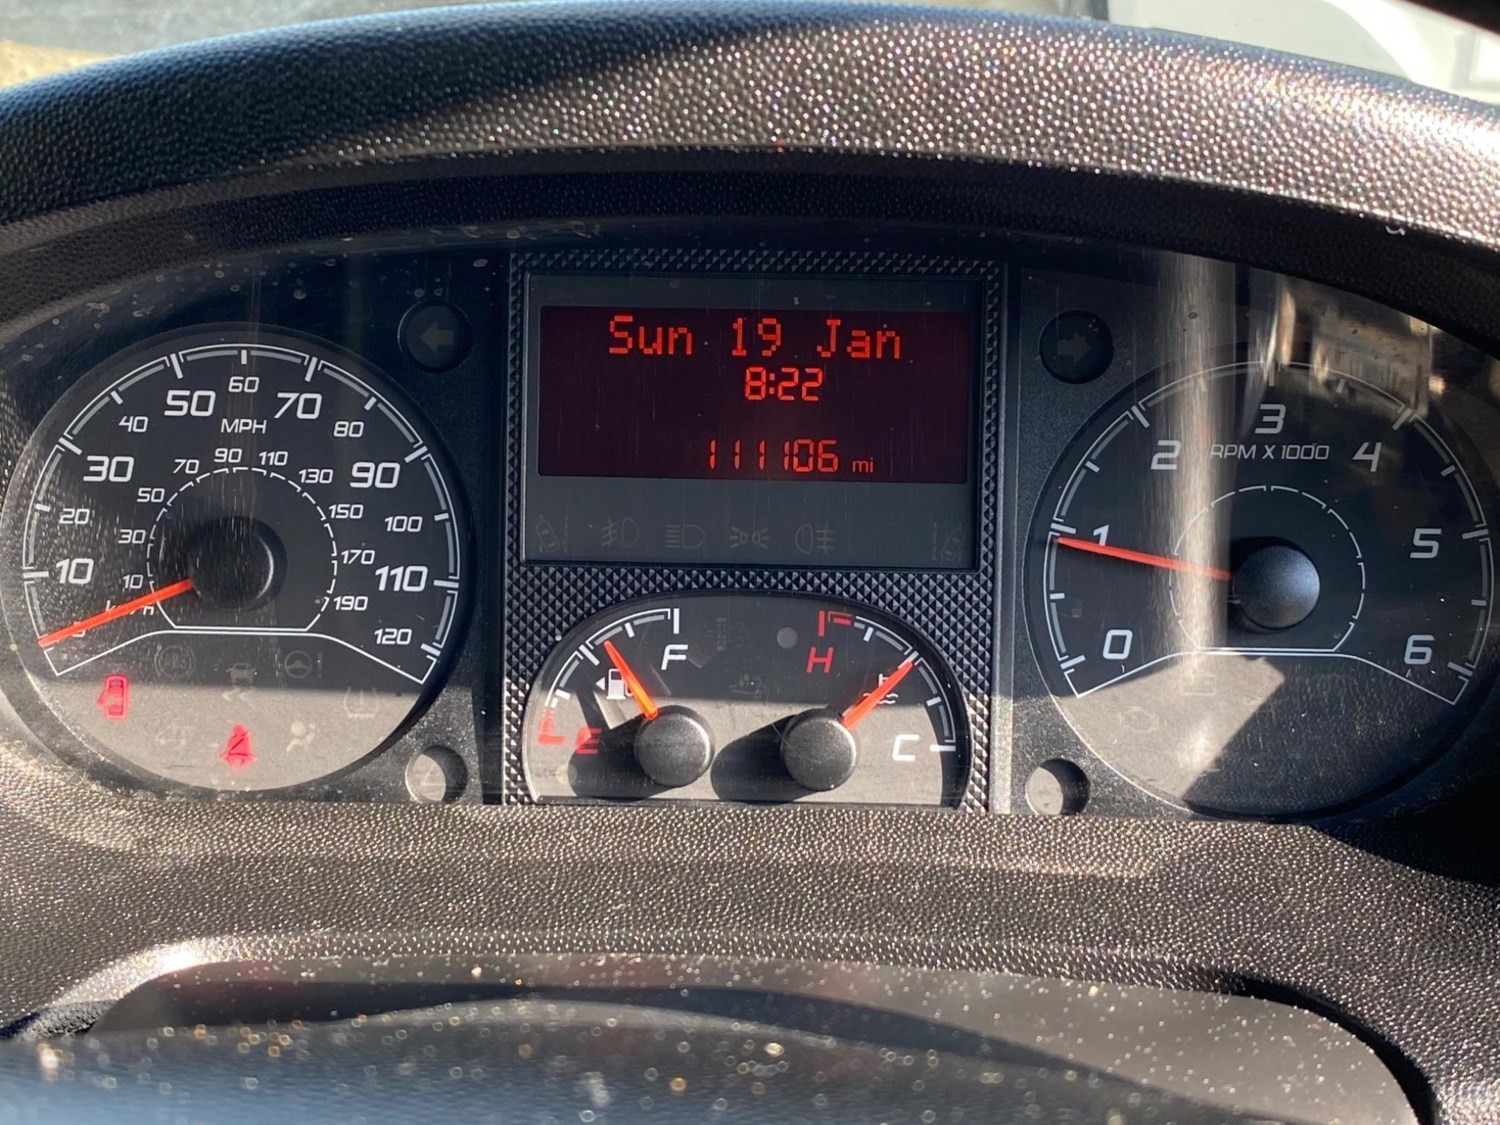 Sun 19 Jan
8:22
111106 mi
0 10 20 30 40 50 60 70 80 90 100 110 120
MPH
10 30 50 70 90 110 130 150 170 190
km/h
E F
H C
0 1 2 3 4 5 6
RPM X 1000